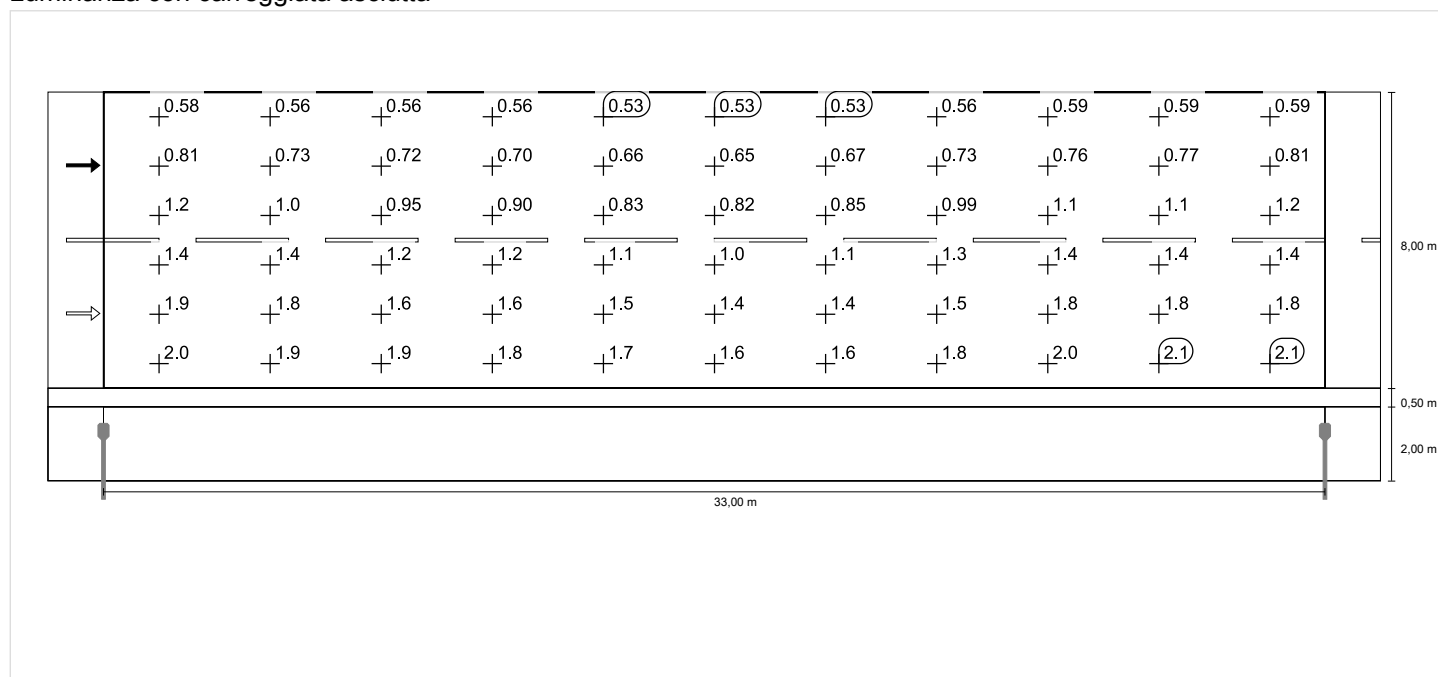 Luminanza con carreggiata asciutta
0.58 0.56 0.56 0.56 0.53 0.53 0.53 0.56 0.59 0.59 0.59
0.81 0.73 0.72 0.70 0.66 0.65 0.67 0.73 0.76 0.77 0.81
1.2 1.0 0.95 0.90 0.83 0.82 0.85 0.99 1.1 1.1 1.2
1.4 1.4 1.2 1.2 1.1 1.0 1.1 1.3 1.4 1.4 1.4
8,00 m
1.9 1.8 1.6 1.6 1.5 1.4 1.4 1.5 1.8 1.8 1.8
2.0 1.9 1.9 1.8 1.7 1.6 1.6 1.8 2.0 2.1 2.1
0,50 m
2,00 m
33,00 m